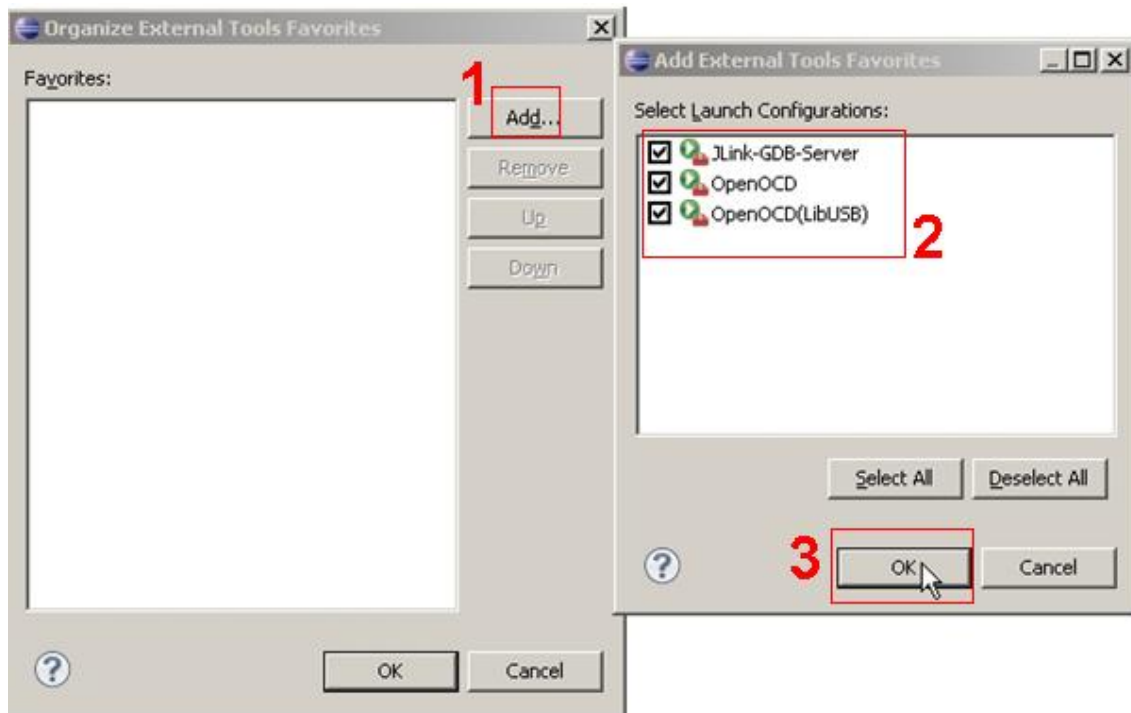 Organize External Tools Favorites
Favorites:
1
Add...
Remove
Up
Down
OK
Cancel
Add External Tools Favorites
Select Launch Configurations:
JLink-GDB-Server
OpenOCD
OpenOCD(LibUSB)
2
Select All
Deselect All
3
OK
Cancel